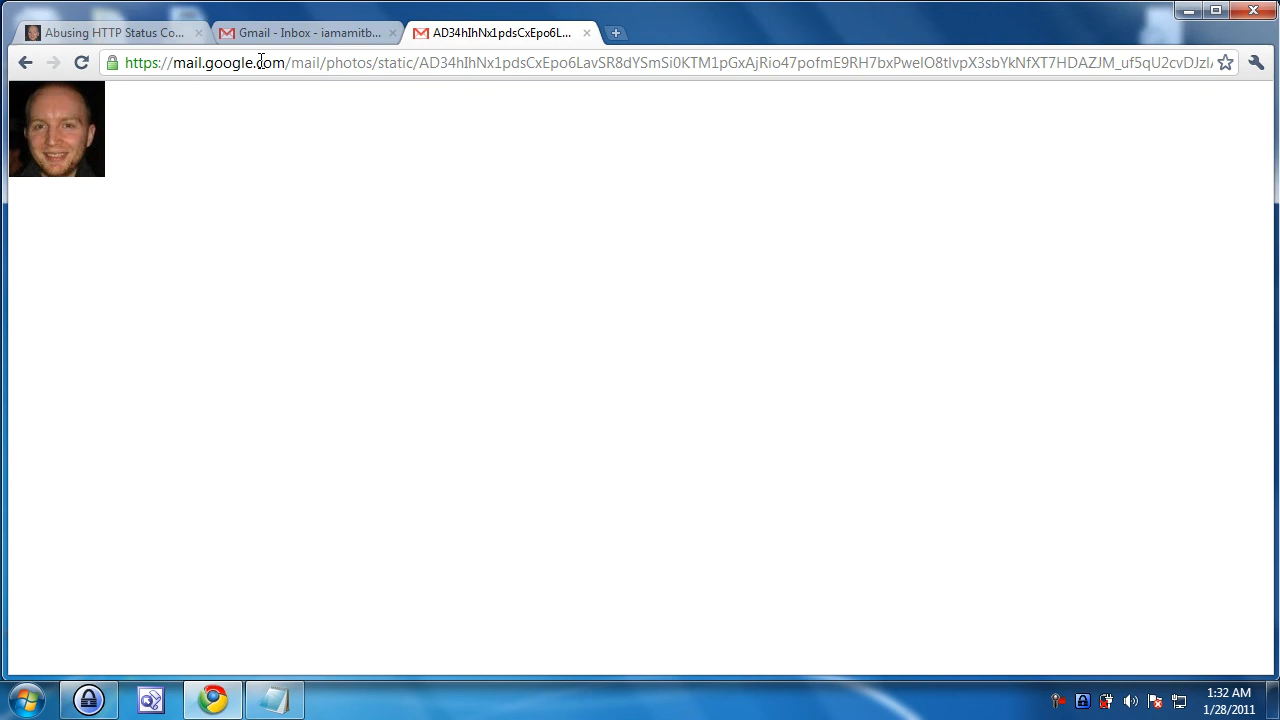 Abusing HTTP Status Co...
Gmail - Inbox - iamamitb...
AD34hIhNx1pdsCxEpo6L...
https://mail.google.com/mail/photos/static/AD34hIhNx1pdsCxEpo6LavSR8dYSmSi0KTM1pGxAjRio47pofmE9RH7bxPwelO8tlvpX3sbYkNfXT7HDAZJM_uf5qU2cvDJzl
1:32 AM
1/28/2011